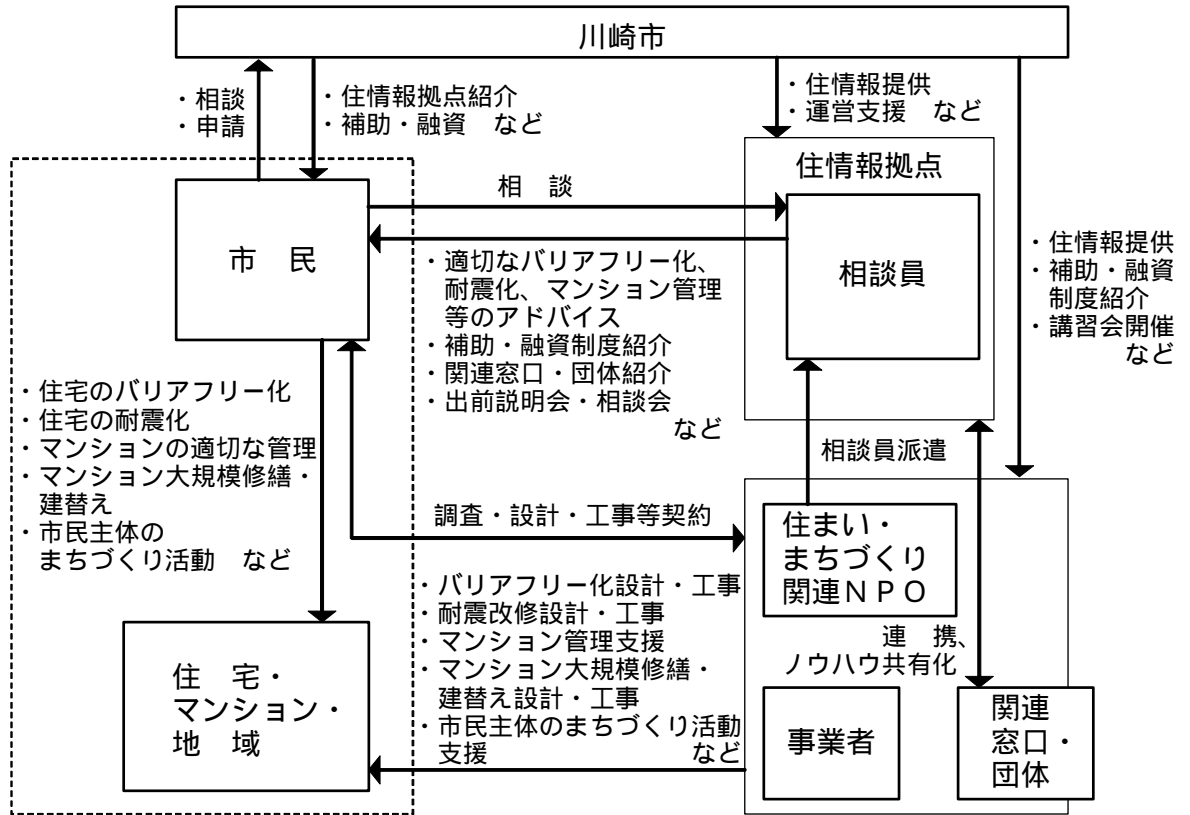 川崎市
・相談
・申請
・住情報拠点紹介
・補助・融資　など
・住情報提供
・運営支援　など
住情報拠点
相　談
市　民
相談員
・適切なバリアフリー化、
耐震化、マンション管理
等のアドバイス
・補助・融資制度紹介
・関連窓口・団体紹介
・出前説明会・相談会
など
・住情報提供
・補助・融資
制度紹介
・講習会開催
など
・住宅のバリアフリー化
・住宅の耐震化
・マンションの適切な管理
・マンション大規模修繕・
建替え
・市民主体の
まちづくり活動　など
相談員派遣
調査・設計・工事等契約
住まい・
まちづくり
関連ＮＰＯ
・バリアフリー化設計・工事
・耐震改修設計・工事
・マンション管理支援
・マンション大規模修繕・
建替え設計・工事
・市民主体のまちづくり活動
支援　など
連　携、
ノウハウ共有化
住　宅・
マンション・
地　域
事業者
関連
窓口・
団体